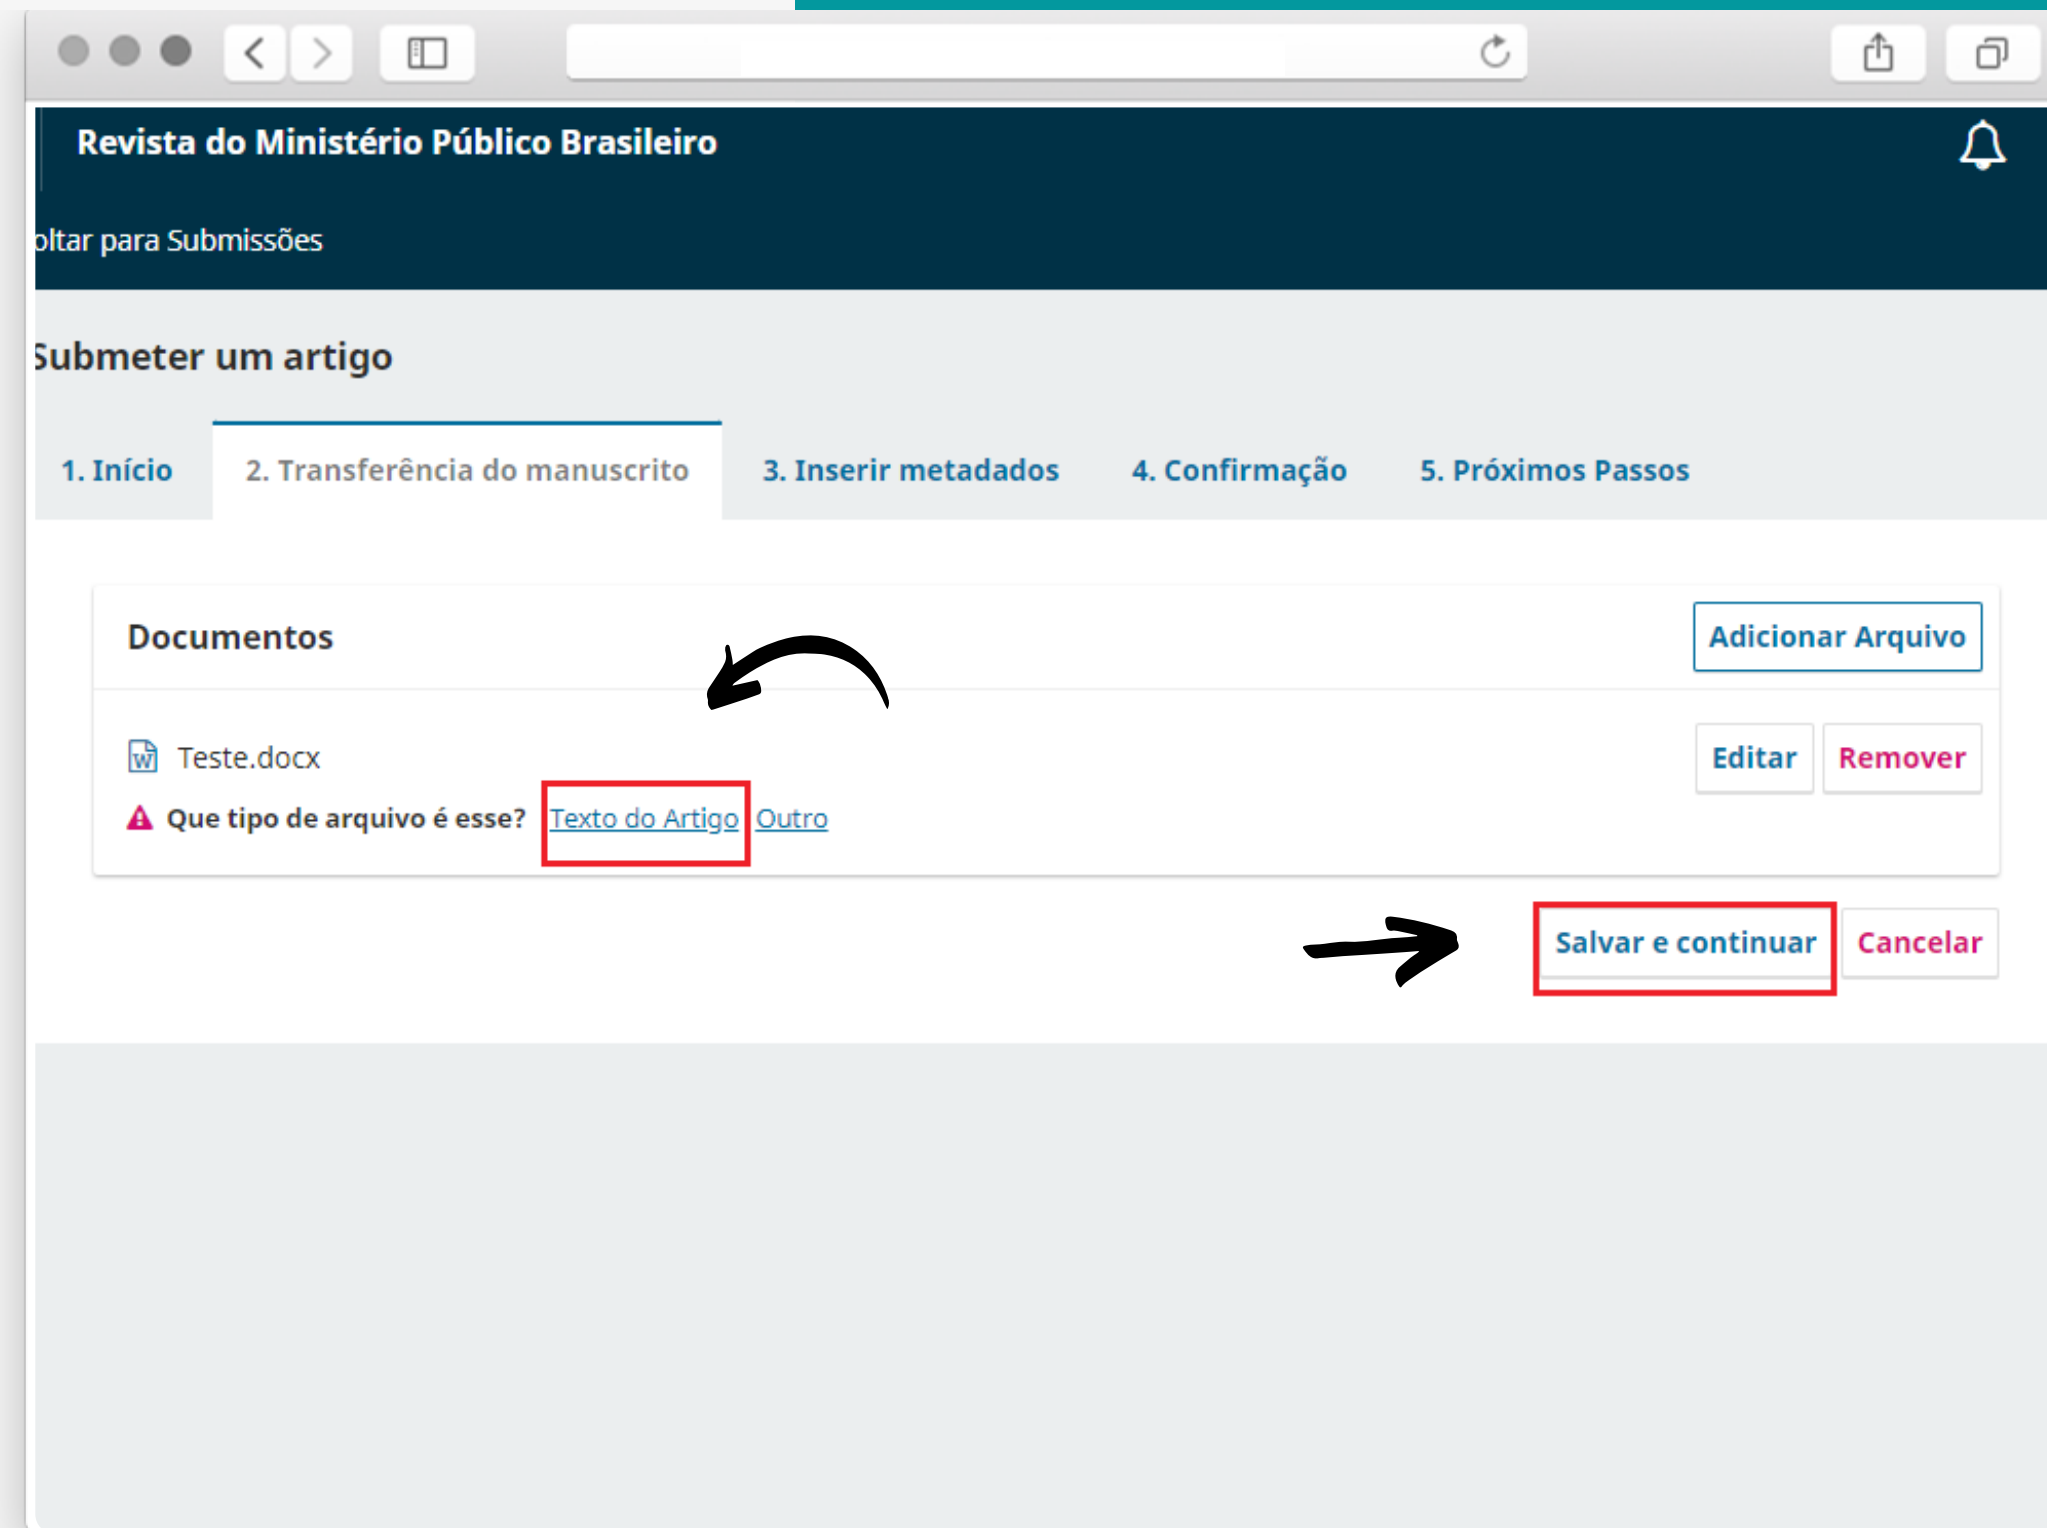 Revista do Ministério Público Brasileiro
oltar para Submissões
Submeter um artigo
1. Início 2. Transferência do manuscrito 3. Inserir metadados 4. Confirmação 5. Próximos Passos
Documentos Adicionar Arquivo
Teste.docx Editar Remover
Que tipo de arquivo é esse? Texto do Artigo Outro
Salvar e continuar Cancelar